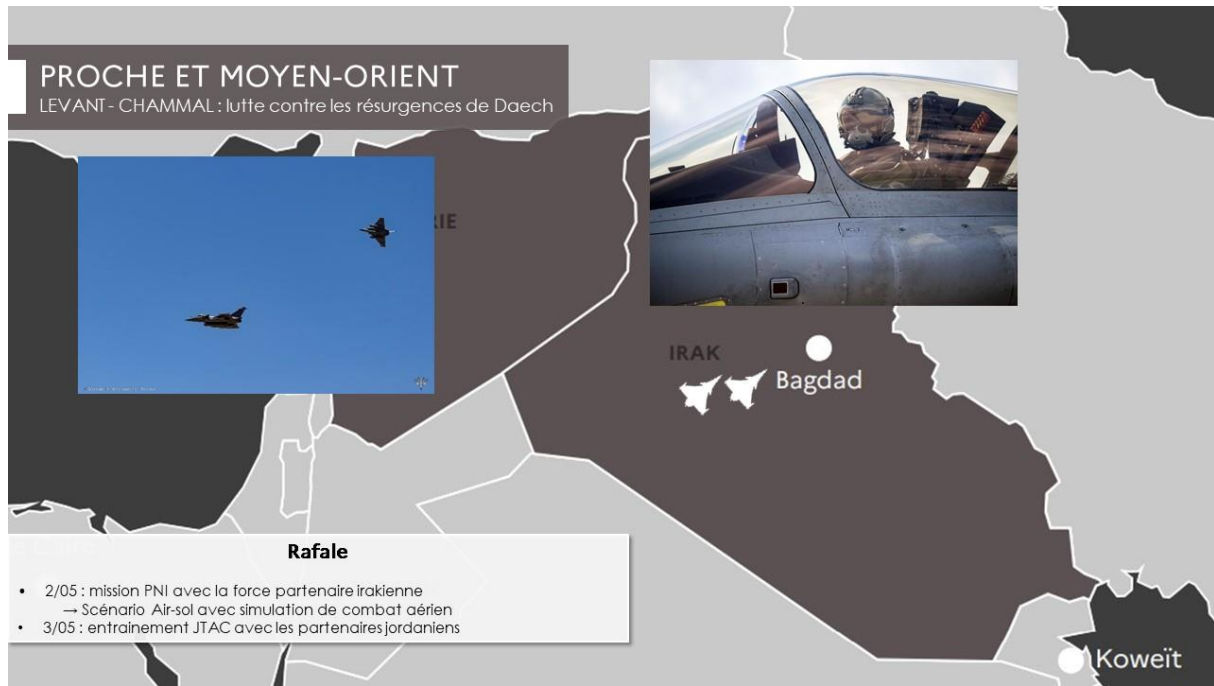 PROCHE ET MOYEN-ORIENT
LEVANT - CHAMMAL : lutte contre les résurgences de Daech
RIE
IRAK
Bagdad
Rafale
• 2/05 : mission PNI avec la force partenaire irakienne
→ Scénario Air-sol avec simulation de combat aérien
• 3/05 : entrainement JTAC avec les partenaires jordaniens
Koweït